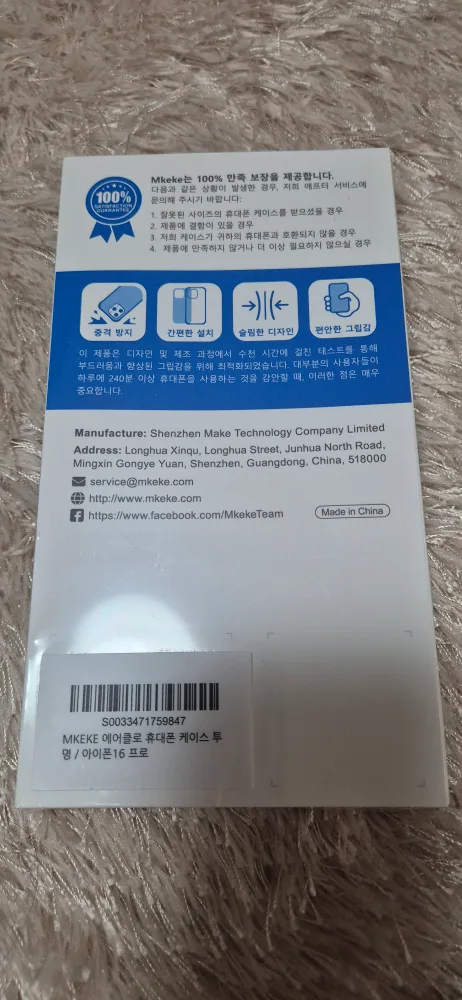 100%
SATISFACTION
GUARANTEE
Mkeke는 100% 만족 보장을 제공합니다.
다음과 같은 상황이 발생한 경우, 저희 애프터 서비스에
문의해 주시기 바랍니다:
1. 잘못된 사이즈의 휴대폰 케이스를 받으셨을 경우
2. 제품에 결함이 있을 경우
3. 저희 케이스가 귀하의 휴대폰과 호환되지 않을 경우
4. 제품에 만족하지 않거나 더 이상 필요하지 않으실 경우
충격 방지
간편한 설치
슬림한 디자인
편안한 그립감
이 제품은 디자인 및 제조 과정에서 수천 시간에 걸친 테스트를 통해
부드러움과 향상된 그립감을 위해 최적화되었습니다. 대부분의 사용자들이
하루에 240분 이상 휴대폰을 사용하는 것을 감안할 때, 이러한 점은 매우
중요합니다.
Manufacture: Shenzhen Make Technology Company Limited
Address: Longhua Xinqu, Longhua Street, Junhua North Road,
Mingxin Gongye Yuan, Shenzhen, Guangdong, China, 518000
service@mkeke.com
http://www.mkeke.com
https://www.facebook.com/MkekeTeam
Made in China
S0033471759847
MKEKE 에어클로 휴대폰 케이스 투
명 / 아이폰16 프로